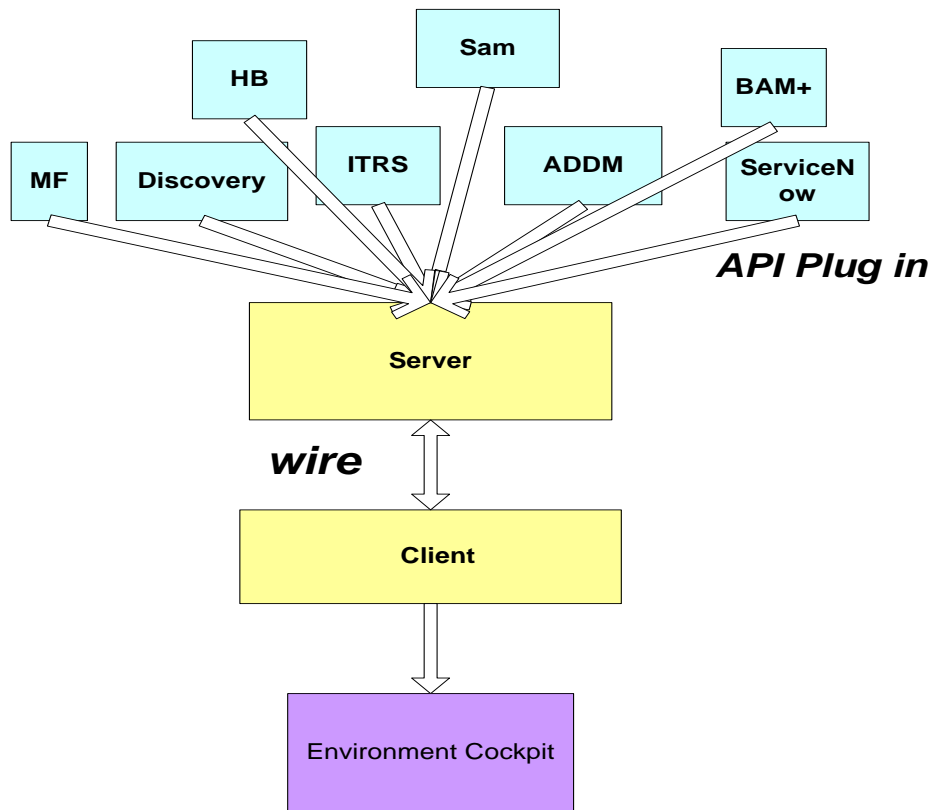 Sam
HB
BAM+
MF
Discovery
ITRS
ADDM
ServiceN
ow
API Plug in
Server
wire
Client
Environment Cockpit